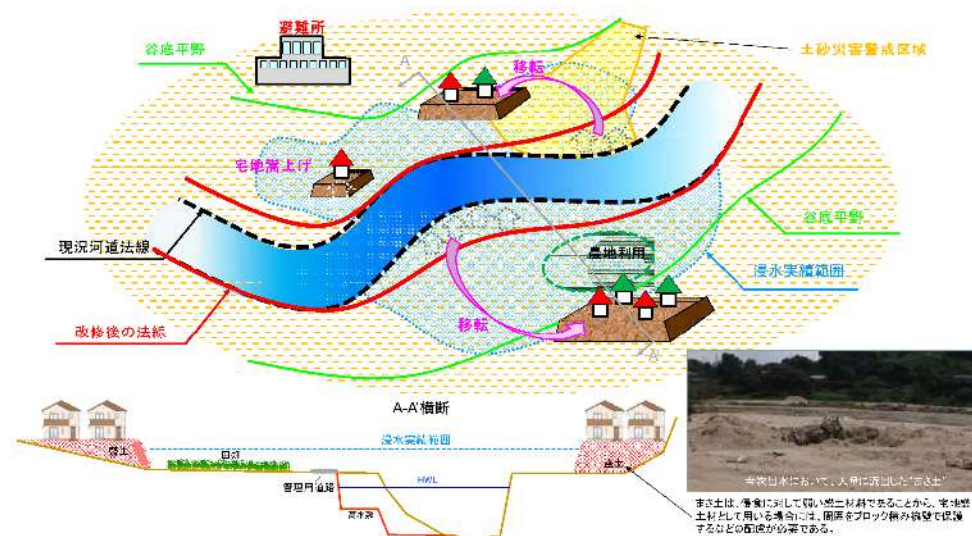 避難所
谷底平野
土砂災害警戒区域
A
移転
宅地嵩上げ
谷底平野
現況河道法線
農地利用
浸水実績範囲
改修後の法線
移転
A'
A-A'横断
浸水実績範囲
盛土
田畑
盛土
HWL
管理用道路
高水敷
今次出水において、大量に流出した“まさ土”
まさ土は、侵食に対して弱い盛土材料であることから、宅地盛
土材として用いる場合には、周囲をブロック積み擁壁で保護
するなどの配慮が必要である。